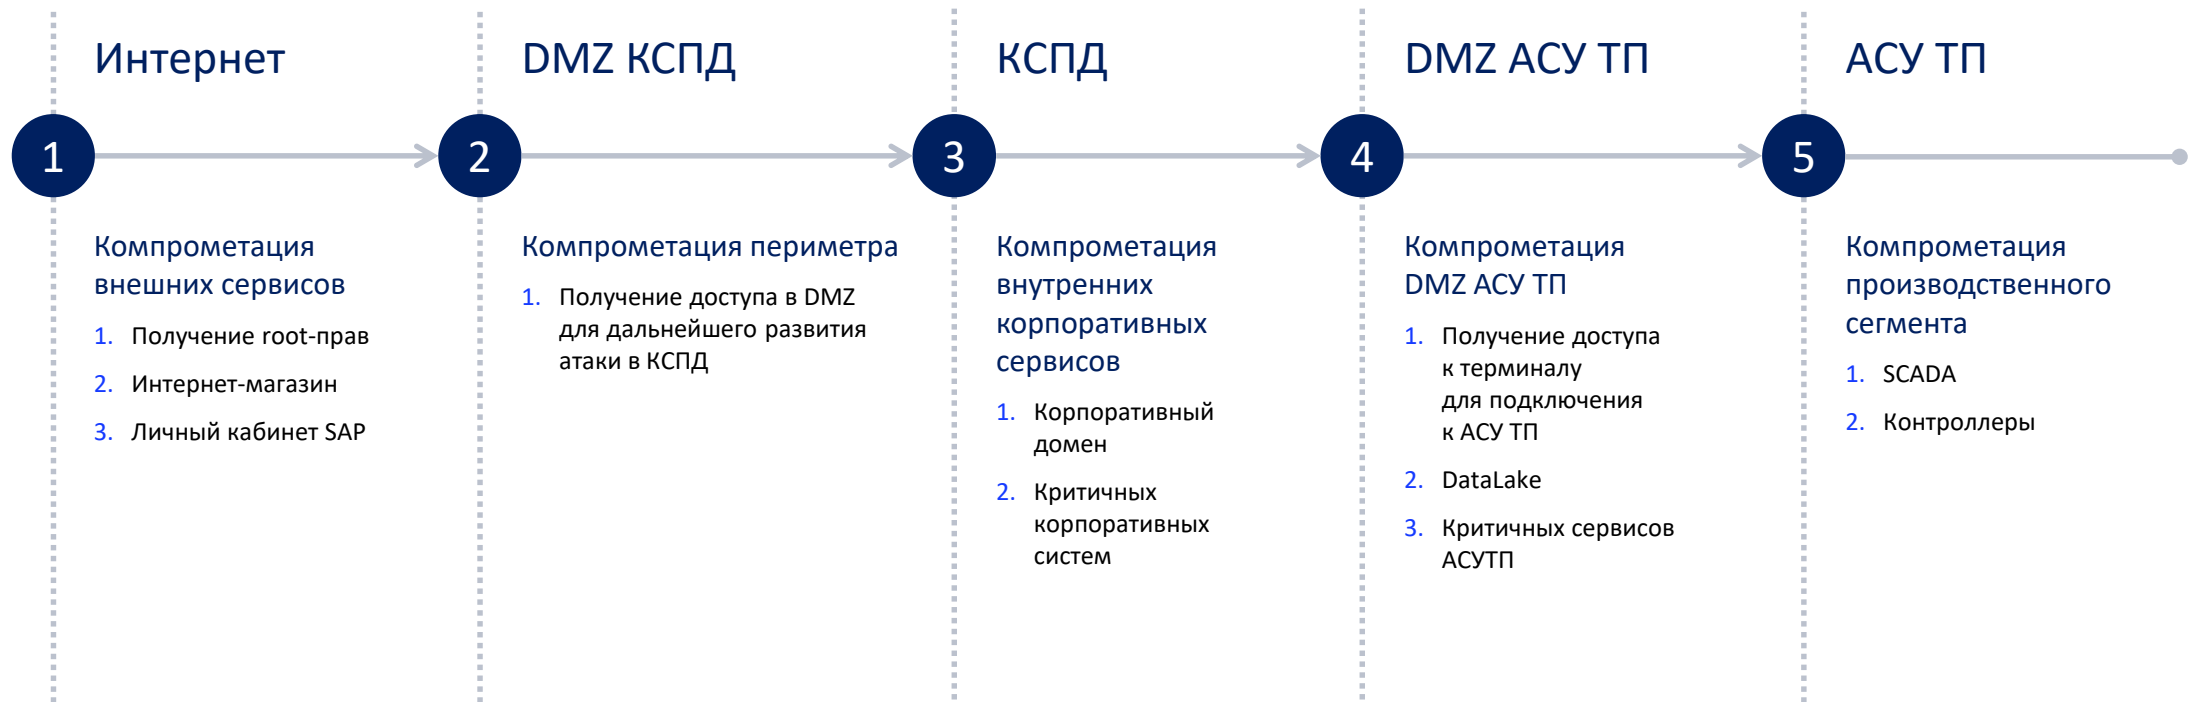 Интернет
1
Компрометация
внешних сервисов
1. Получение root-прав
2. Интернет-магазин
3. Личный кабинет SAP
DMZ КСПД
2
Компрометация периметра
1. Получение доступа в DMZ
для дальнейшего развития
атаки в КСПД
КСПД
3
Компрометация
внутренних
корпоративных
сервисов
1. Корпоративный
домен
2. Критичных
корпоративных
систем
DMZ АСУ ТП
4
Компрометация
DMZ АСУ ТП
1. Получение доступа
к терминалу
для подключения
к АСУ ТП
2. DataLake
3. Критичных сервисов
АСУТП
АСУ ТП
5
Компрометация
производственного
сегмента
1. SCADA
2. Контроллеры